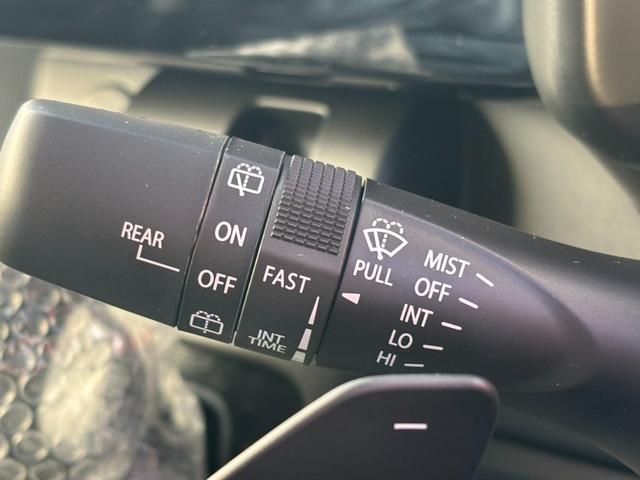 REAR
ON
OFF
FAST
INT
TIME
PULL
MIST
OFF
INT
LO
HI